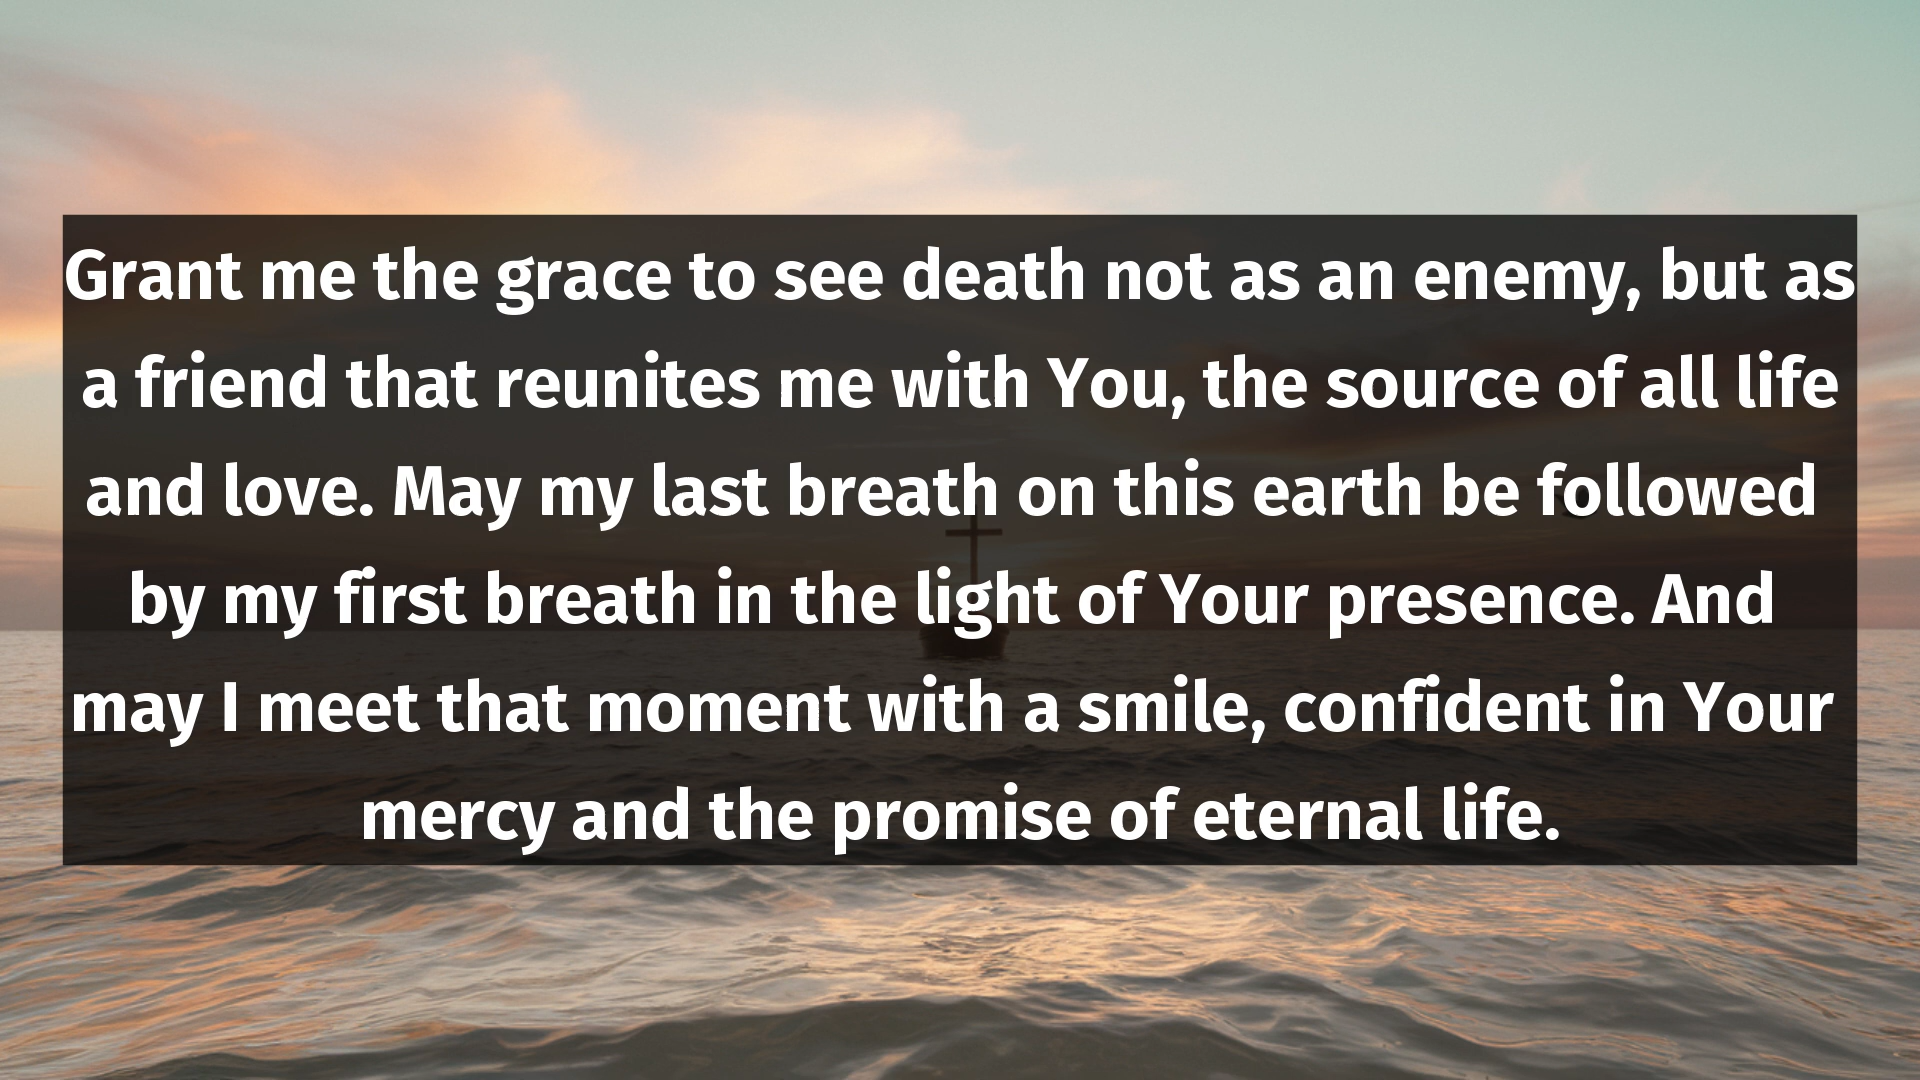 Grant me the grace to see death not as an enemy, but as
a friend that reunites me with You, the source of all life
and love. May my last breath on this earth be followed
by my first breath in the light of Your presence. And
may I meet that moment with a smile, confident in Your
mercy and the promise of eternal life.